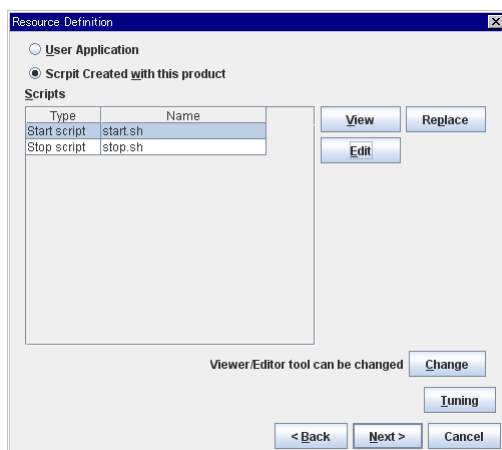 Resource Definition
User Application
Scrpit Created with this product
Scripts
Type Name
Start script start.sh
Stop script stop.sh
View Replace
Edit
Viewer/Editor tool can be changed Change
Tuning
< Back Next > Cancel